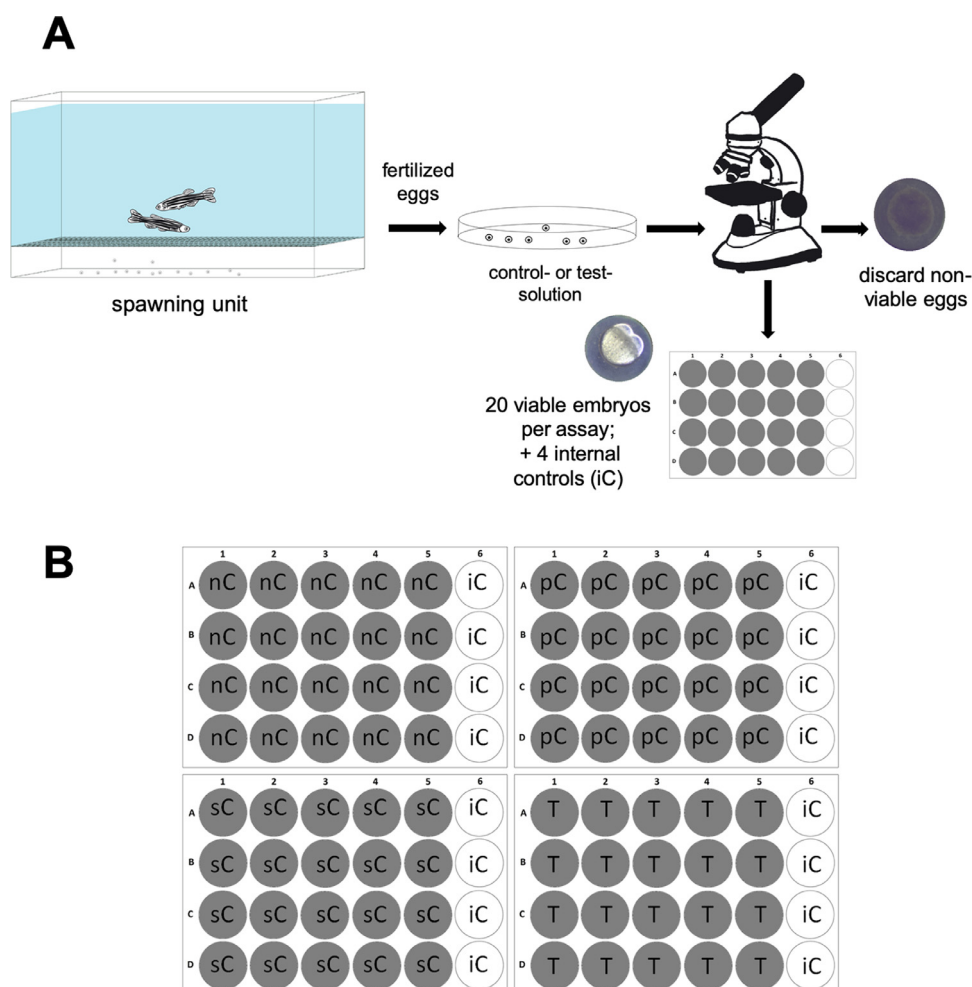 A
fertilized
eggs
spawning unit
control- or test-
solution
discard non-
viable eggs
20 viable embryos
per assay;
+ 4 internal
controls (iC)
1 2 3 4 5 6
A
B
C
D
B
1 2 3 4 5 6
A nC nC nC nC nC iC
B nC nC nC nC nC iC
C nC nC nC nC nC iC
D nC nC nC nC nC iC
1 2 3 4 5 6
A pC pC pC pC pC iC
B pC pC pC pC pC iC
C pC pC pC pC pC iC
D pC pC pC pC pC iC
1 2 3 4 5 6
A sC sC sC sC sC iC
B sC sC sC sC sC iC
C sC sC sC sC sC iC
D sC sC sC sC sC iC
1 2 3 4 5 6
A T T T T T iC
B T T T T T iC
C T T T T T iC
D T T T T T iC